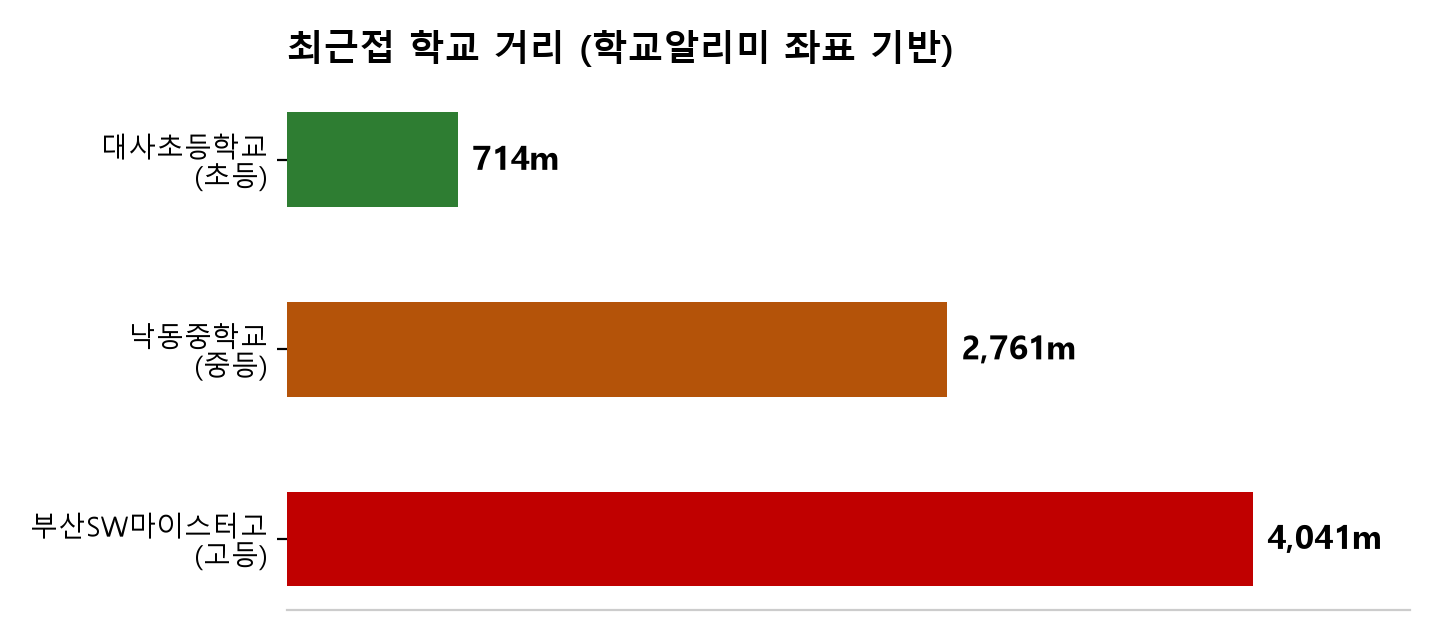 최근접 학교 거리 (학교알리미 좌표 기반)
대사초등학교
(초등)
714m
낙동중학교
(중등)
2,761m
부산SW마이스터고
(고등)
4,041m